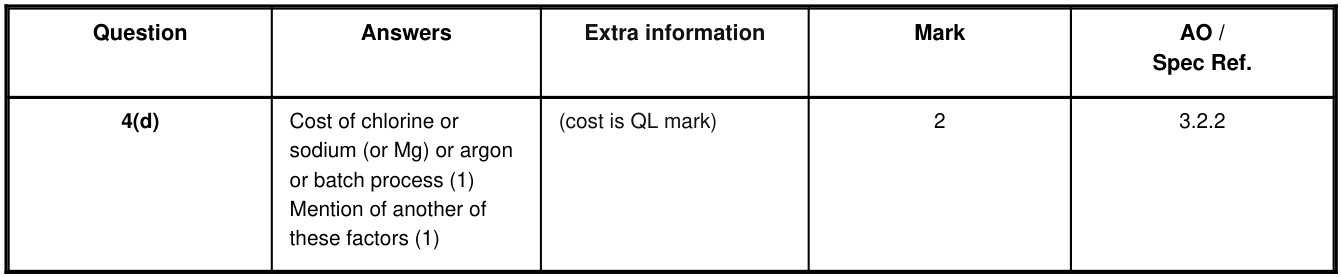 Question Answers Extra information Mark AO /
Spec Ref.
4(d) Cost of chlorine or (cost is QL mark) 2 3.2.2
sodium (or Mg) or argon
or batch process (1)
Mention of another of
these factors (1)